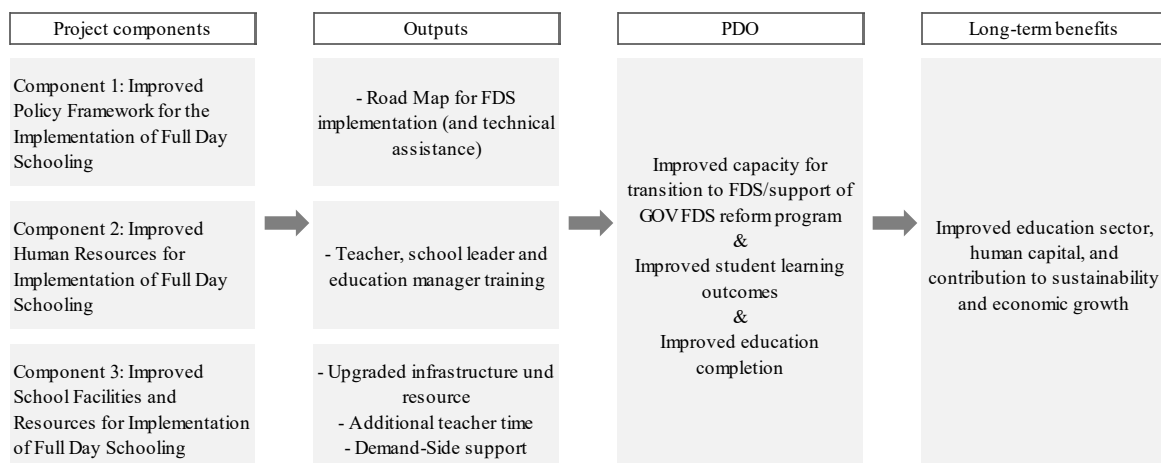 Project components
Outputs
PDO
Long-term benefits
Component 1: Improved
Policy Framework for the
Implementation of Full Day
Schooling
- Road Map for FDS
implementation (and technical
assistance)
Component 2: Improved
Human Resources for
Implementation of Full Day
Schooling
- Teacher, school leader and
education manager training
Component 3: Improved
School Facilities and
Resources for Implementation
of Full Day Schooling
- Upgraded infrastructure und
resource
- Additional teacher time
- Demand-Side support
Improved capacity for
transition to FDS/support of
GOV FDS reform program
&
Improved student learning
outcomes
&
Improved education
completion
Improved education sector,
human capital, and
contribution to sustainability
and economic growth